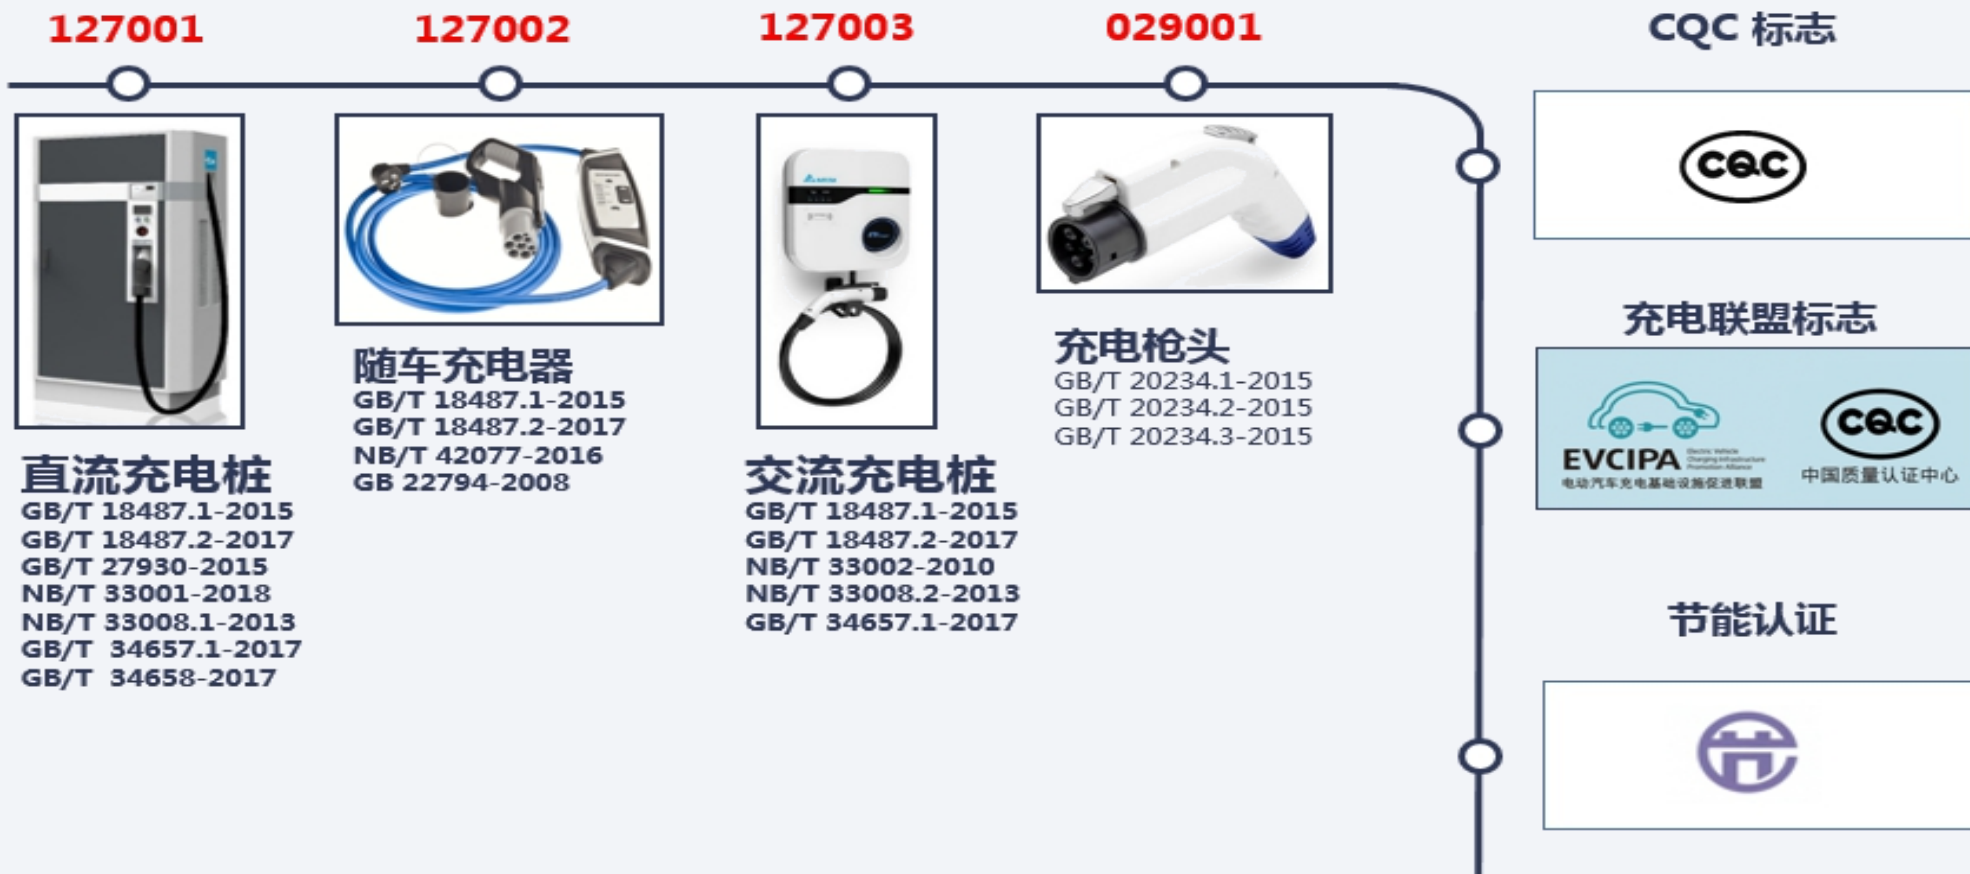 127001
127002
127003
029001
CQC 标志
CQC
随车充电器
GB/T 18487.1-2015
GB/T 18487.2-2017
NB/T 42077-2016
GB 22794-2008
充电枪头
GB/T 20234.1-2015
GB/T 20234.2-2015
GB/T 20234.3-2015
充电联盟标志
EVCIPA
Electric Vehicle
Charging Infrastructure
Promotion Alliance
电动汽车充电基础设施促进联盟
CQC
中国质量认证中心
直流充电桩
GB/T 18487.1-2015
GB/T 18487.2-2017
GB/T 27930-2015
NB/T 33001-2018
NB/T 33008.1-2013
GB/T  34657.1-2017
GB/T  34658-2017
交流充电桩
GB/T 18487.1-2015
GB/T 18487.2-2017
NB/T 33002-2010
NB/T 33008.2-2013
GB/T 34657.1-2017
节能认证